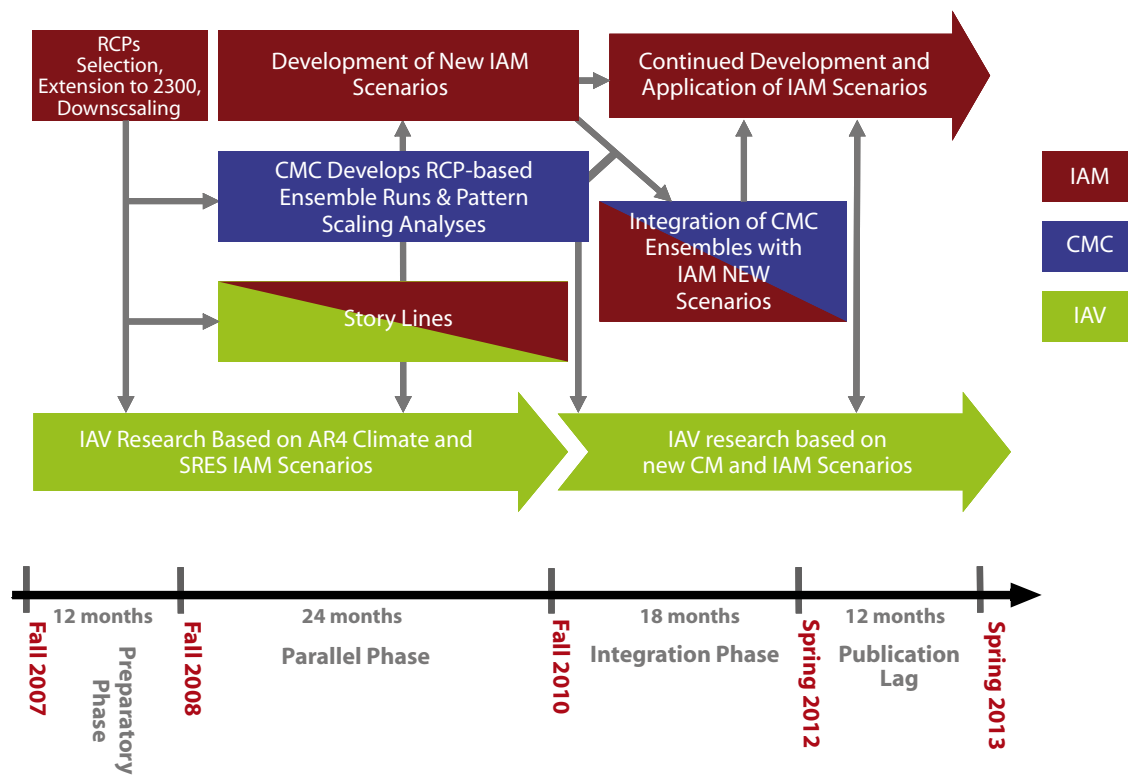 RCPs
Selection,
Extension to 2300,
Downscsaling
Development of New IAM
Scenarios
Continued Development and
Application of IAM Scenarios
CMC Develops RCP-based
Ensemble Runs & Pattern
Scaling Analyses
Integration of CMC
Ensembles with
IAM NEW
Scenarios
Story Lines
IAM
CMC
IAV
IAV Research Based on AR4 Climate and
SRES IAM Scenarios
IAV research based on
new CM and IAM Scenarios
12 months
24 months
18 months
12 months
Fall 2007
Preparatory
Phase
Fall 2008
Parallel Phase
Fall 2010
Integration Phase
Spring 2012
Publication
Lag
Spring 2013